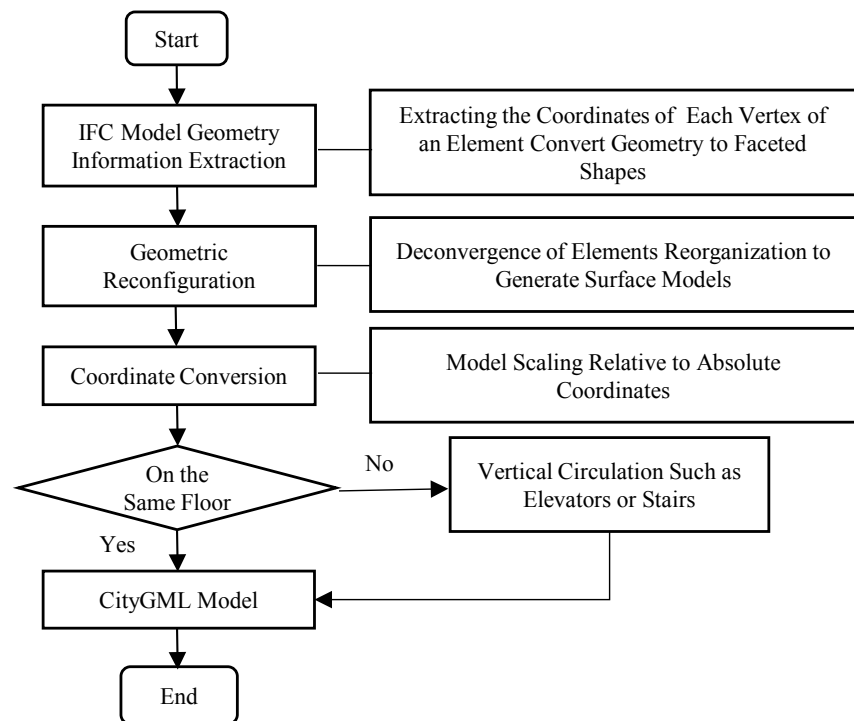 Start
IFC Model Geometry
Information Extraction
Extracting the Coordinates of Each Vertex of
an Element Convert Geometry to Faceted
Shapes
Geometric
Reconfiguration
Deconvergence of Elements Reorganization to
Generate Surface Models
Coordinate Conversion
Model Scaling Relative to Absolute
Coordinates
On the
Same Floor
No
Vertical Circulation Such as
Elevators or Stairs
Yes
CityGML Model
End